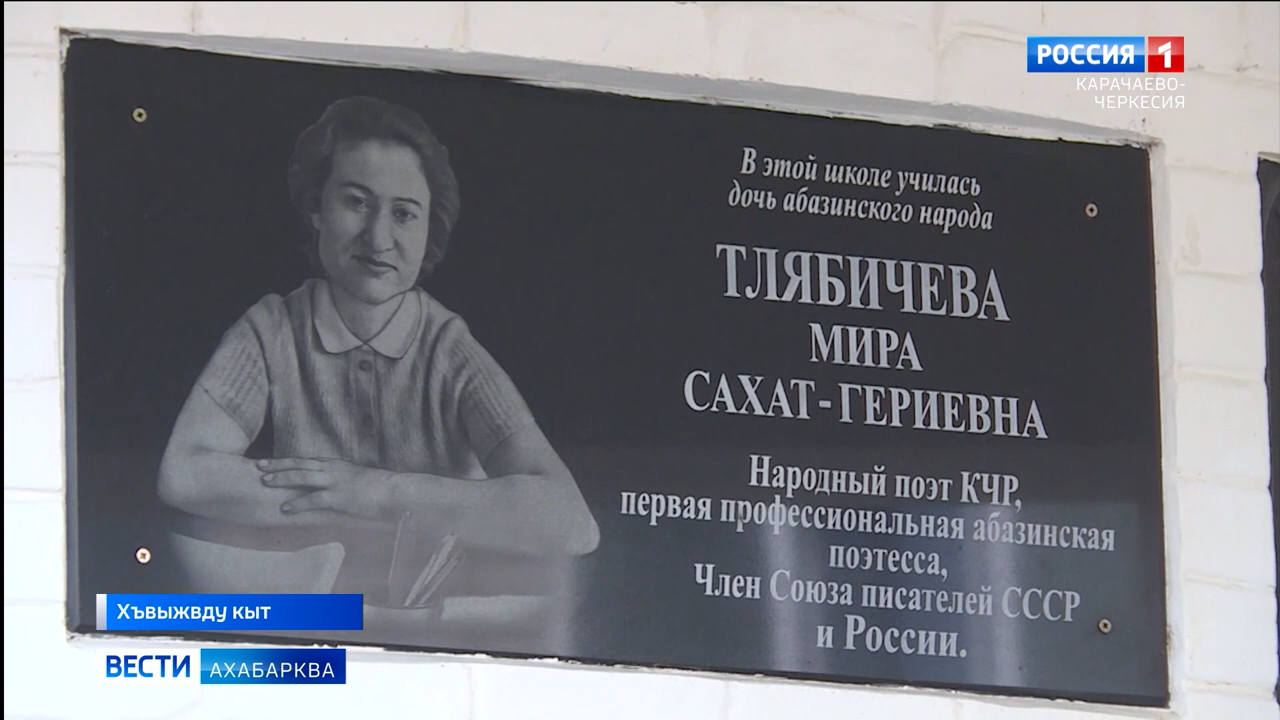 РОССИЯ 1
КАРАЧАЕВО-
ЧЕРКЕСИЯ
В этой школе училась
дочь абазинского народа
ТЛЯБИЧЕВА
МИРА
САХАТ-ГЕРИЕВНА
Народный поэт КЧР,
первая профессиональная абазинская
поэтесса,
Член Союза писателей СССР
и России.
Хъвыжвду кыт
ВЕСТИ АХАБАРКВА